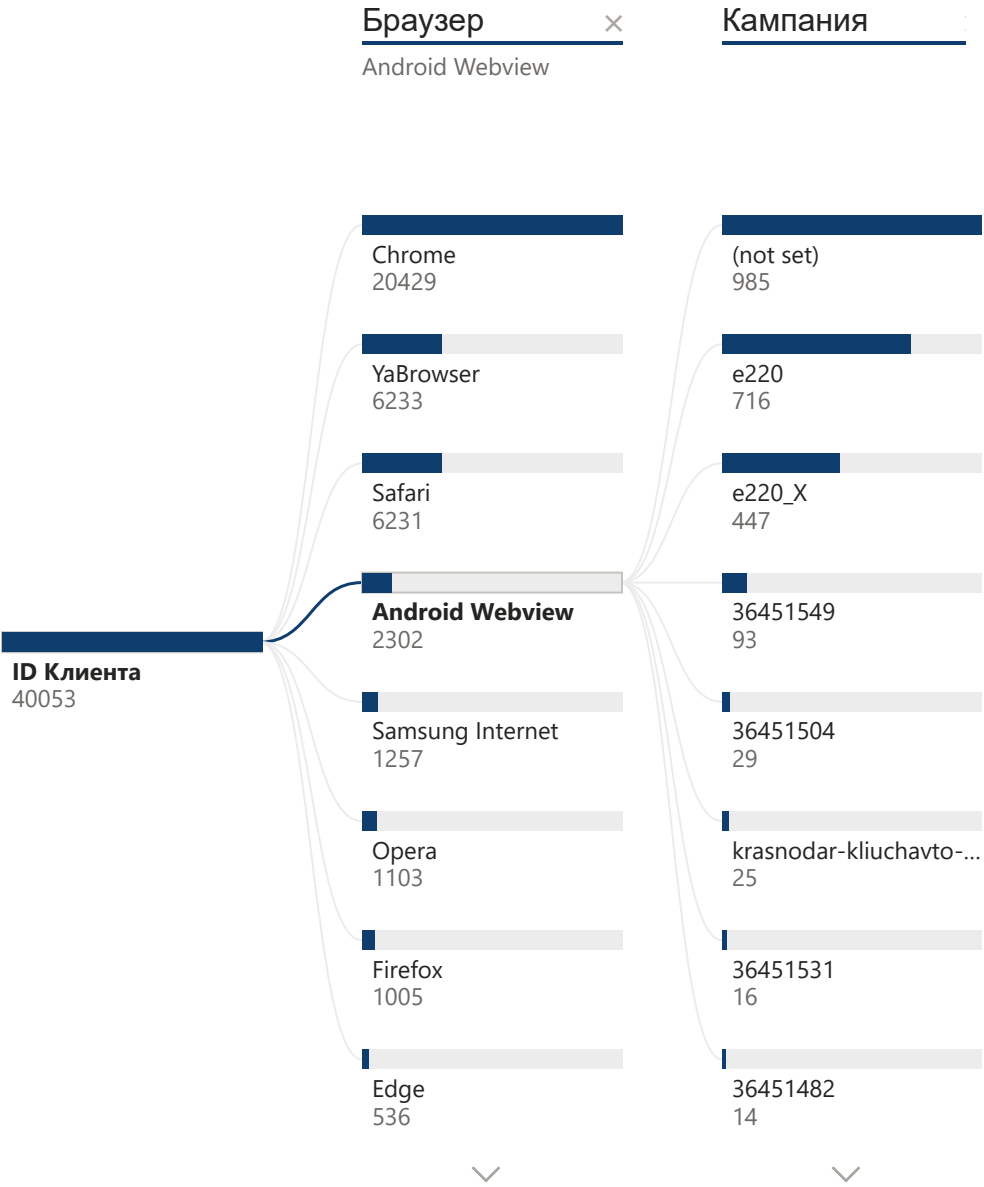 Браузер
Android Webview
Кампания
ID Клиента
40053
Chrome
20429
YaBrowser
6233
Safari
6231
Android Webview
2302
Samsung Internet
1257
Opera
1103
Firefox
1005
Edge
536
(not set)
985
e220
716
e220_X
447
36451549
93
36451504
29
krasnodar-kliuchavto-...
25
36451531
16
36451482
14